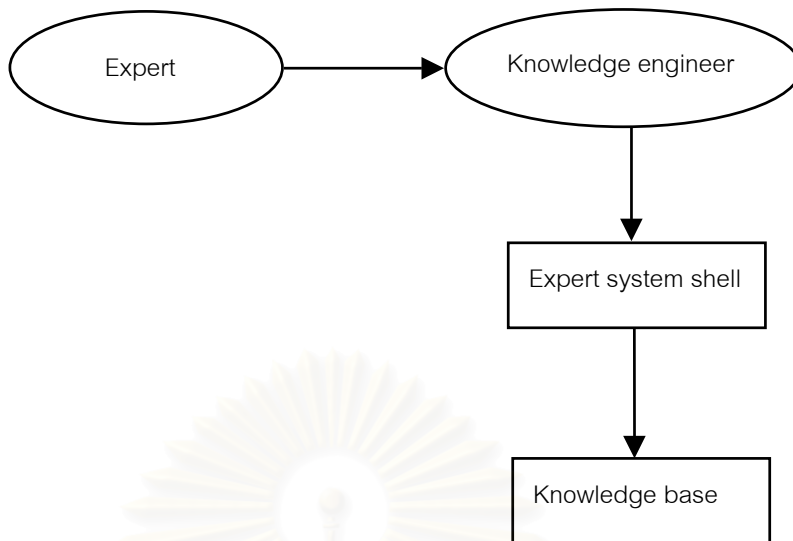 Expert
Knowledge engineer
Expert system shell
Knowledge base